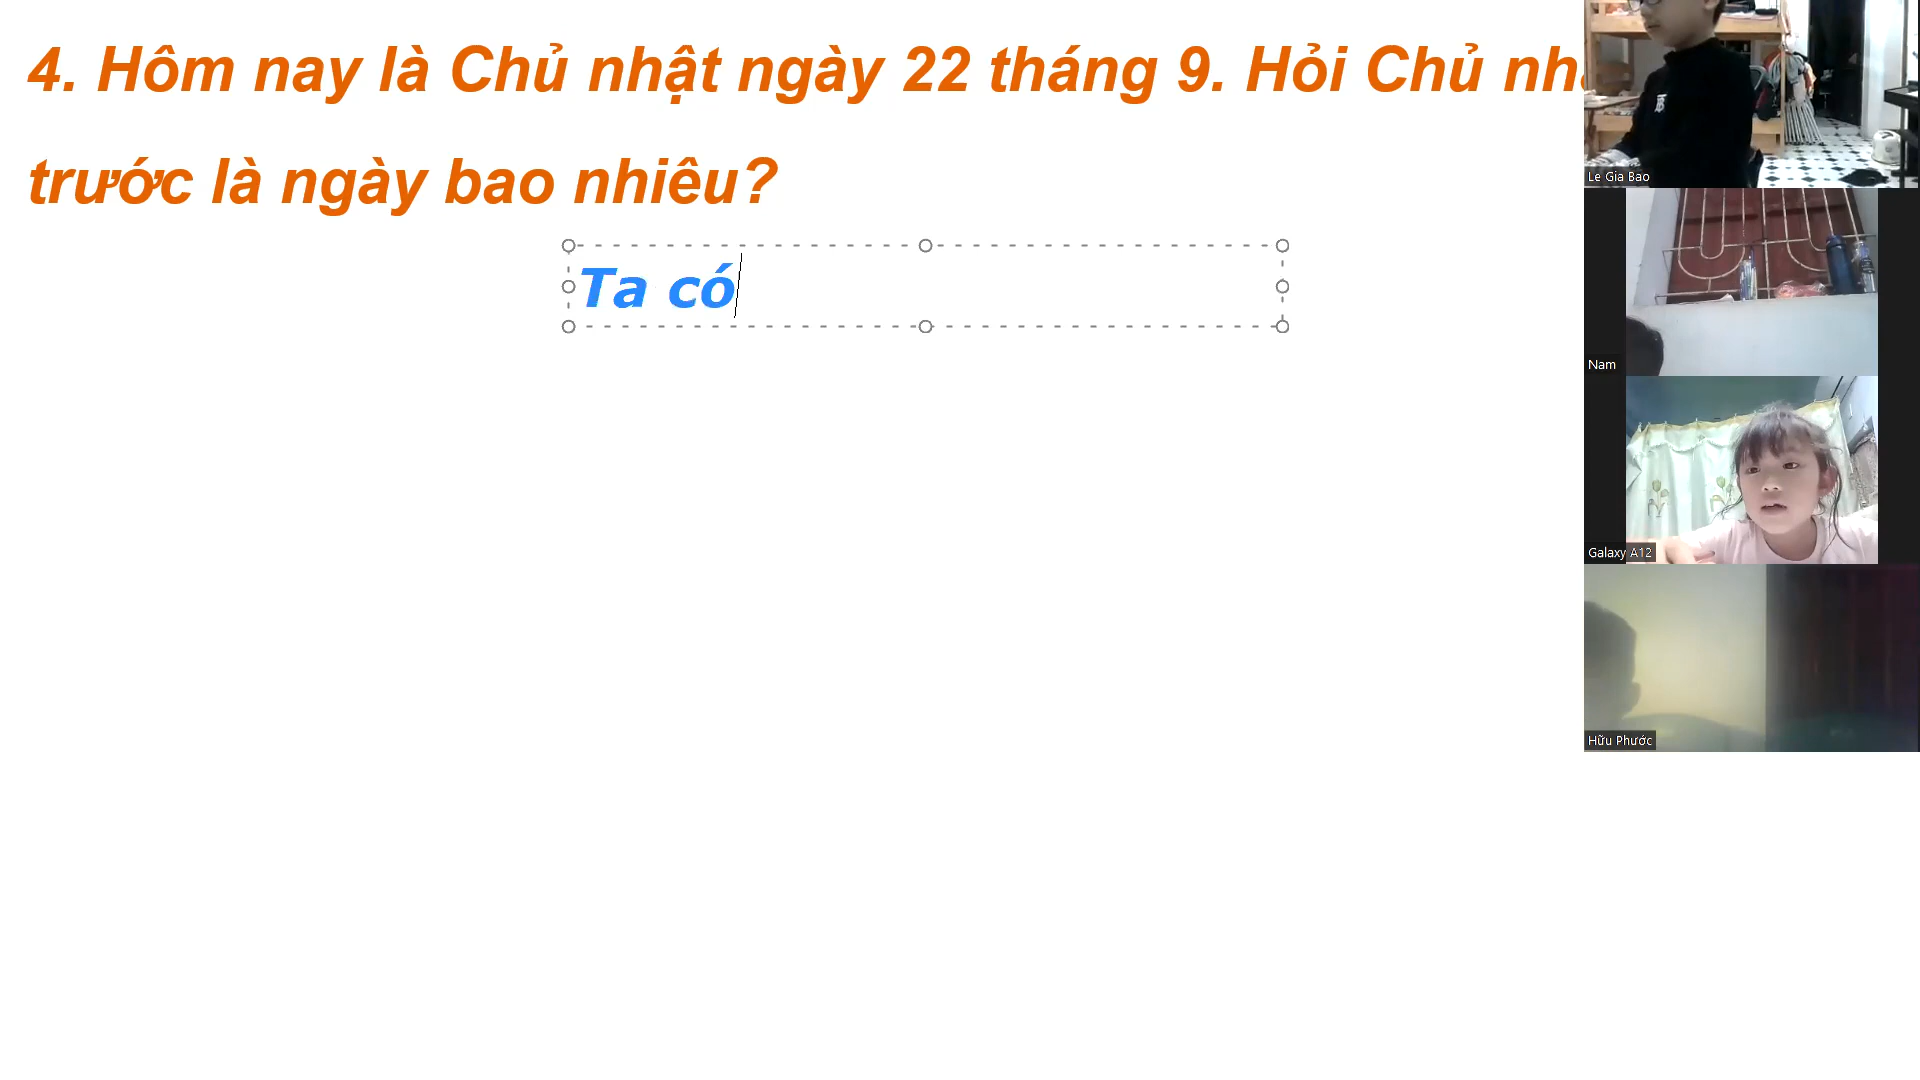 4. Hôm nay là Chủ nhật ngày 22 tháng 9. Hỏi Chủ
trước là ngày bao nhiêu?
Ta có
Le Gia Bao
Nam
Galaxy A12
Hữu Phước